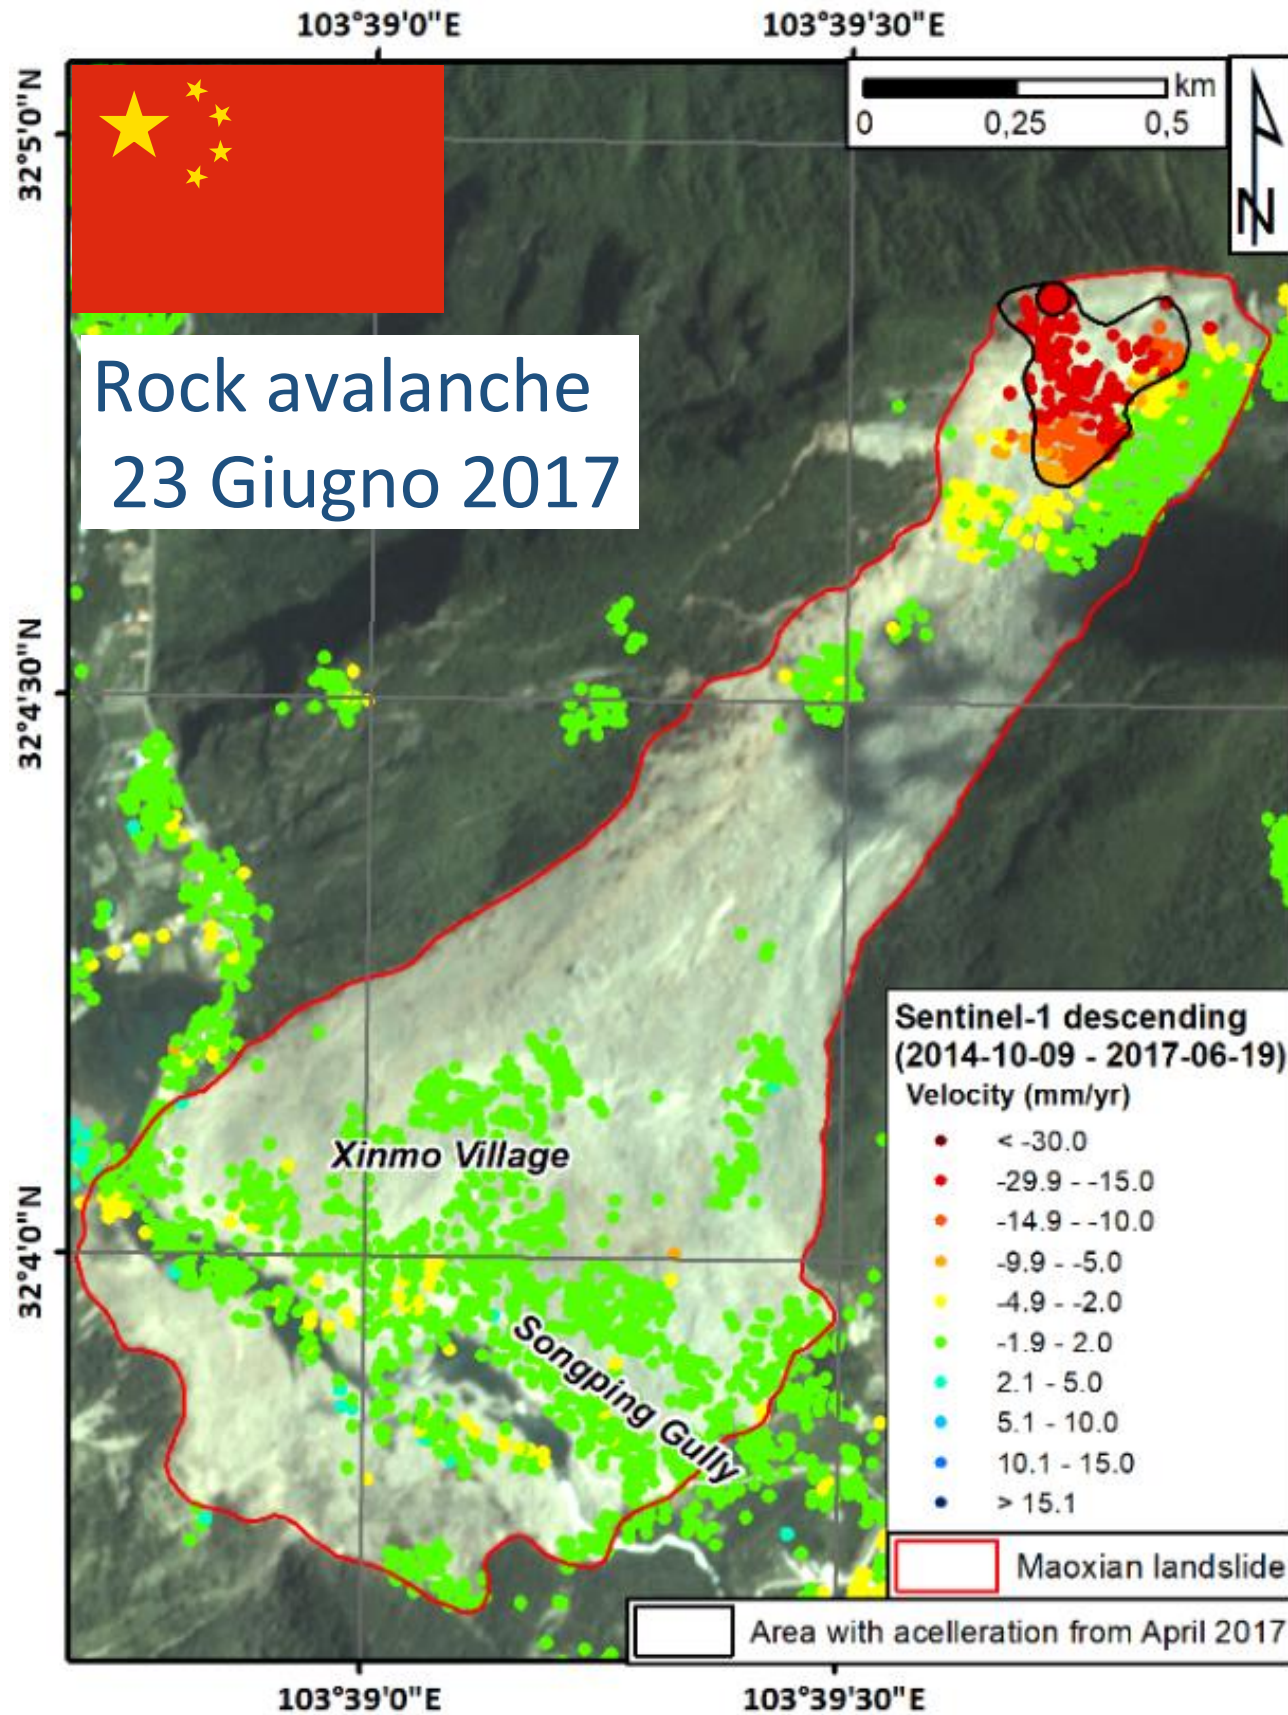 103°39'0"E
103°39'30"E
32°5'0"N
km
0
0,25
0,5
N
Rock avalanche
23 Giugno 2017
32°4'30"N
Xinmo Village
32°4'0"N
Songping Gully
Sentinel-1 descending
(2014-10-09 - 2017-06-19)
Velocity (mm/yr)
< -30.0
-29.9 - -15.0
-14.9 - -10.0
-9.9 - -5.0
-4.9 - -2.0
-1.9 - 2.0
2.1 - 5.0
5.1 - 10.0
10.1 - 15.0
> 15.1
Maoxian landslide
Area with acelleration from April 2017
103°39'0"E
103°39'30"E